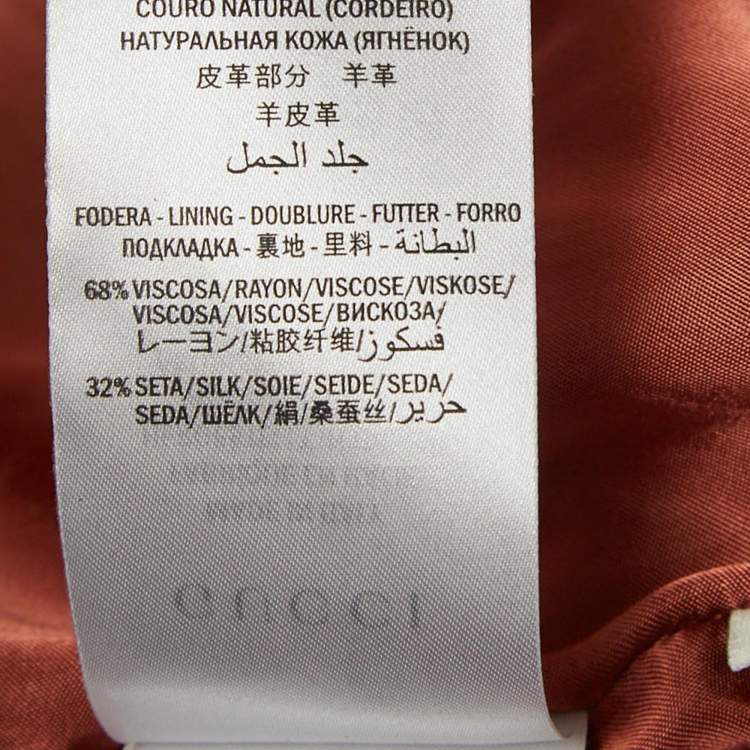 COURO NATURAL (CORDEIRO)
НАТУРАЛЬНАЯ КОЖА (ЯГНЁНОК)
皮革部分 羊革
羊皮革
جلد الجمل
FODERA - LINING - DOUBLURE - FUTTER - FORRO
ПОДКЛАДКА - 裏地 - 里料 - البطانة
68% VISCOSA/RAYON/VISCOSE/VISKOSE/
VISCOSA/VISCOSE/ВИСКОЗА/
レーヨン/粘胶纤维/فسكوز
32% SETA/SILK/SOIE/SEIDE/SEDA/
SEDA/ШЁЛК/絹/桑蚕丝/حرير